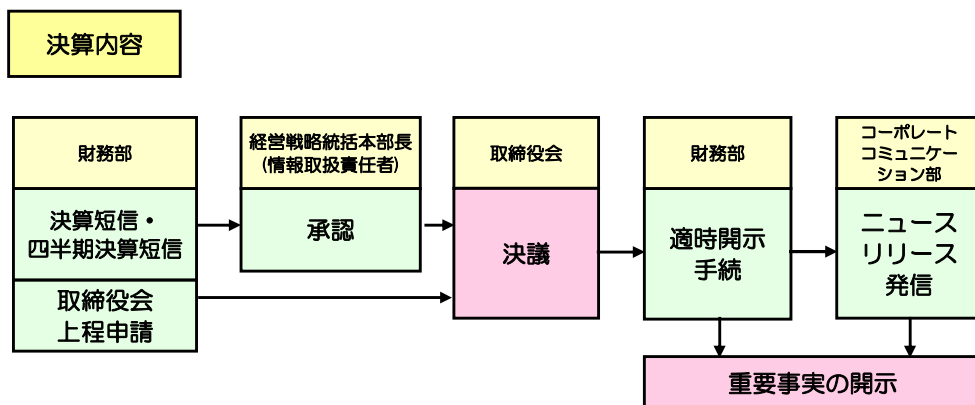 決算内容
財務部
決算短信・
四半期決算短信
取締役会
上程申請
経営戦略統括本部長
(情報取扱責任者)
承認
取締役会
決議
財務部
適時開示
手続
コーポレート
コミュニケー
ション部
ニュース
リリース
発信
重要事実の開示